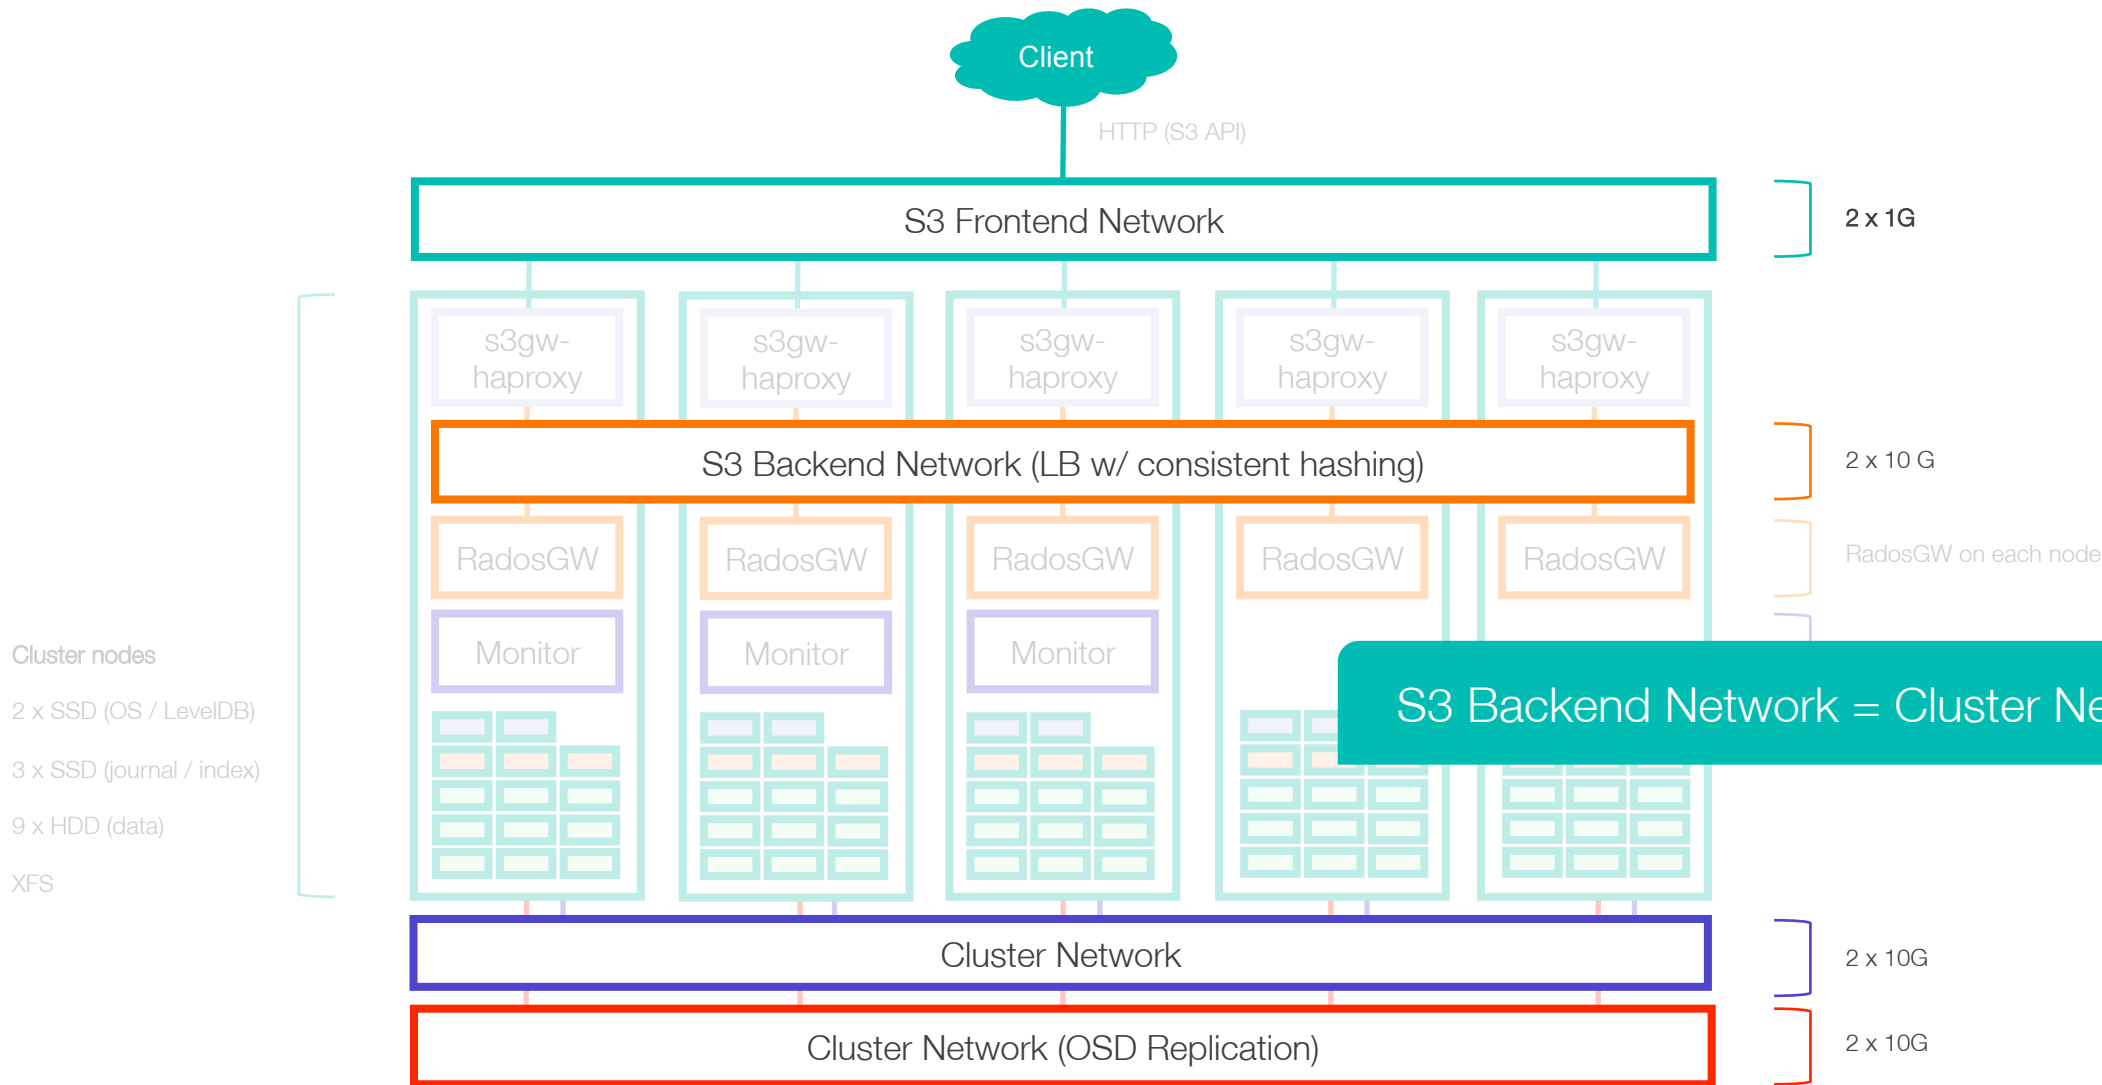 Client
HTTP (S3 API)
S3 Frontend Network
2 x 1G
s3gw-
haproxy
s3gw-
haproxy
s3gw-
haproxy
s3gw-
haproxy
s3gw-
haproxy
S3 Backend Network (LB w/ consistent hashing)
2 x 10 G
RadosGW
RadosGW
RadosGW
RadosGW
RadosGW
RadosGW on each node
Monitor
Monitor
Monitor
Cluster nodes
2 x SSD (OS / LevelDB)
3 x SSD (journal / index)
9 x HDD (data)
XFS
S3 Backend Network = Cluster Ne
Cluster Network
2 x 10G
Cluster Network (OSD Replication)
2 x 10G